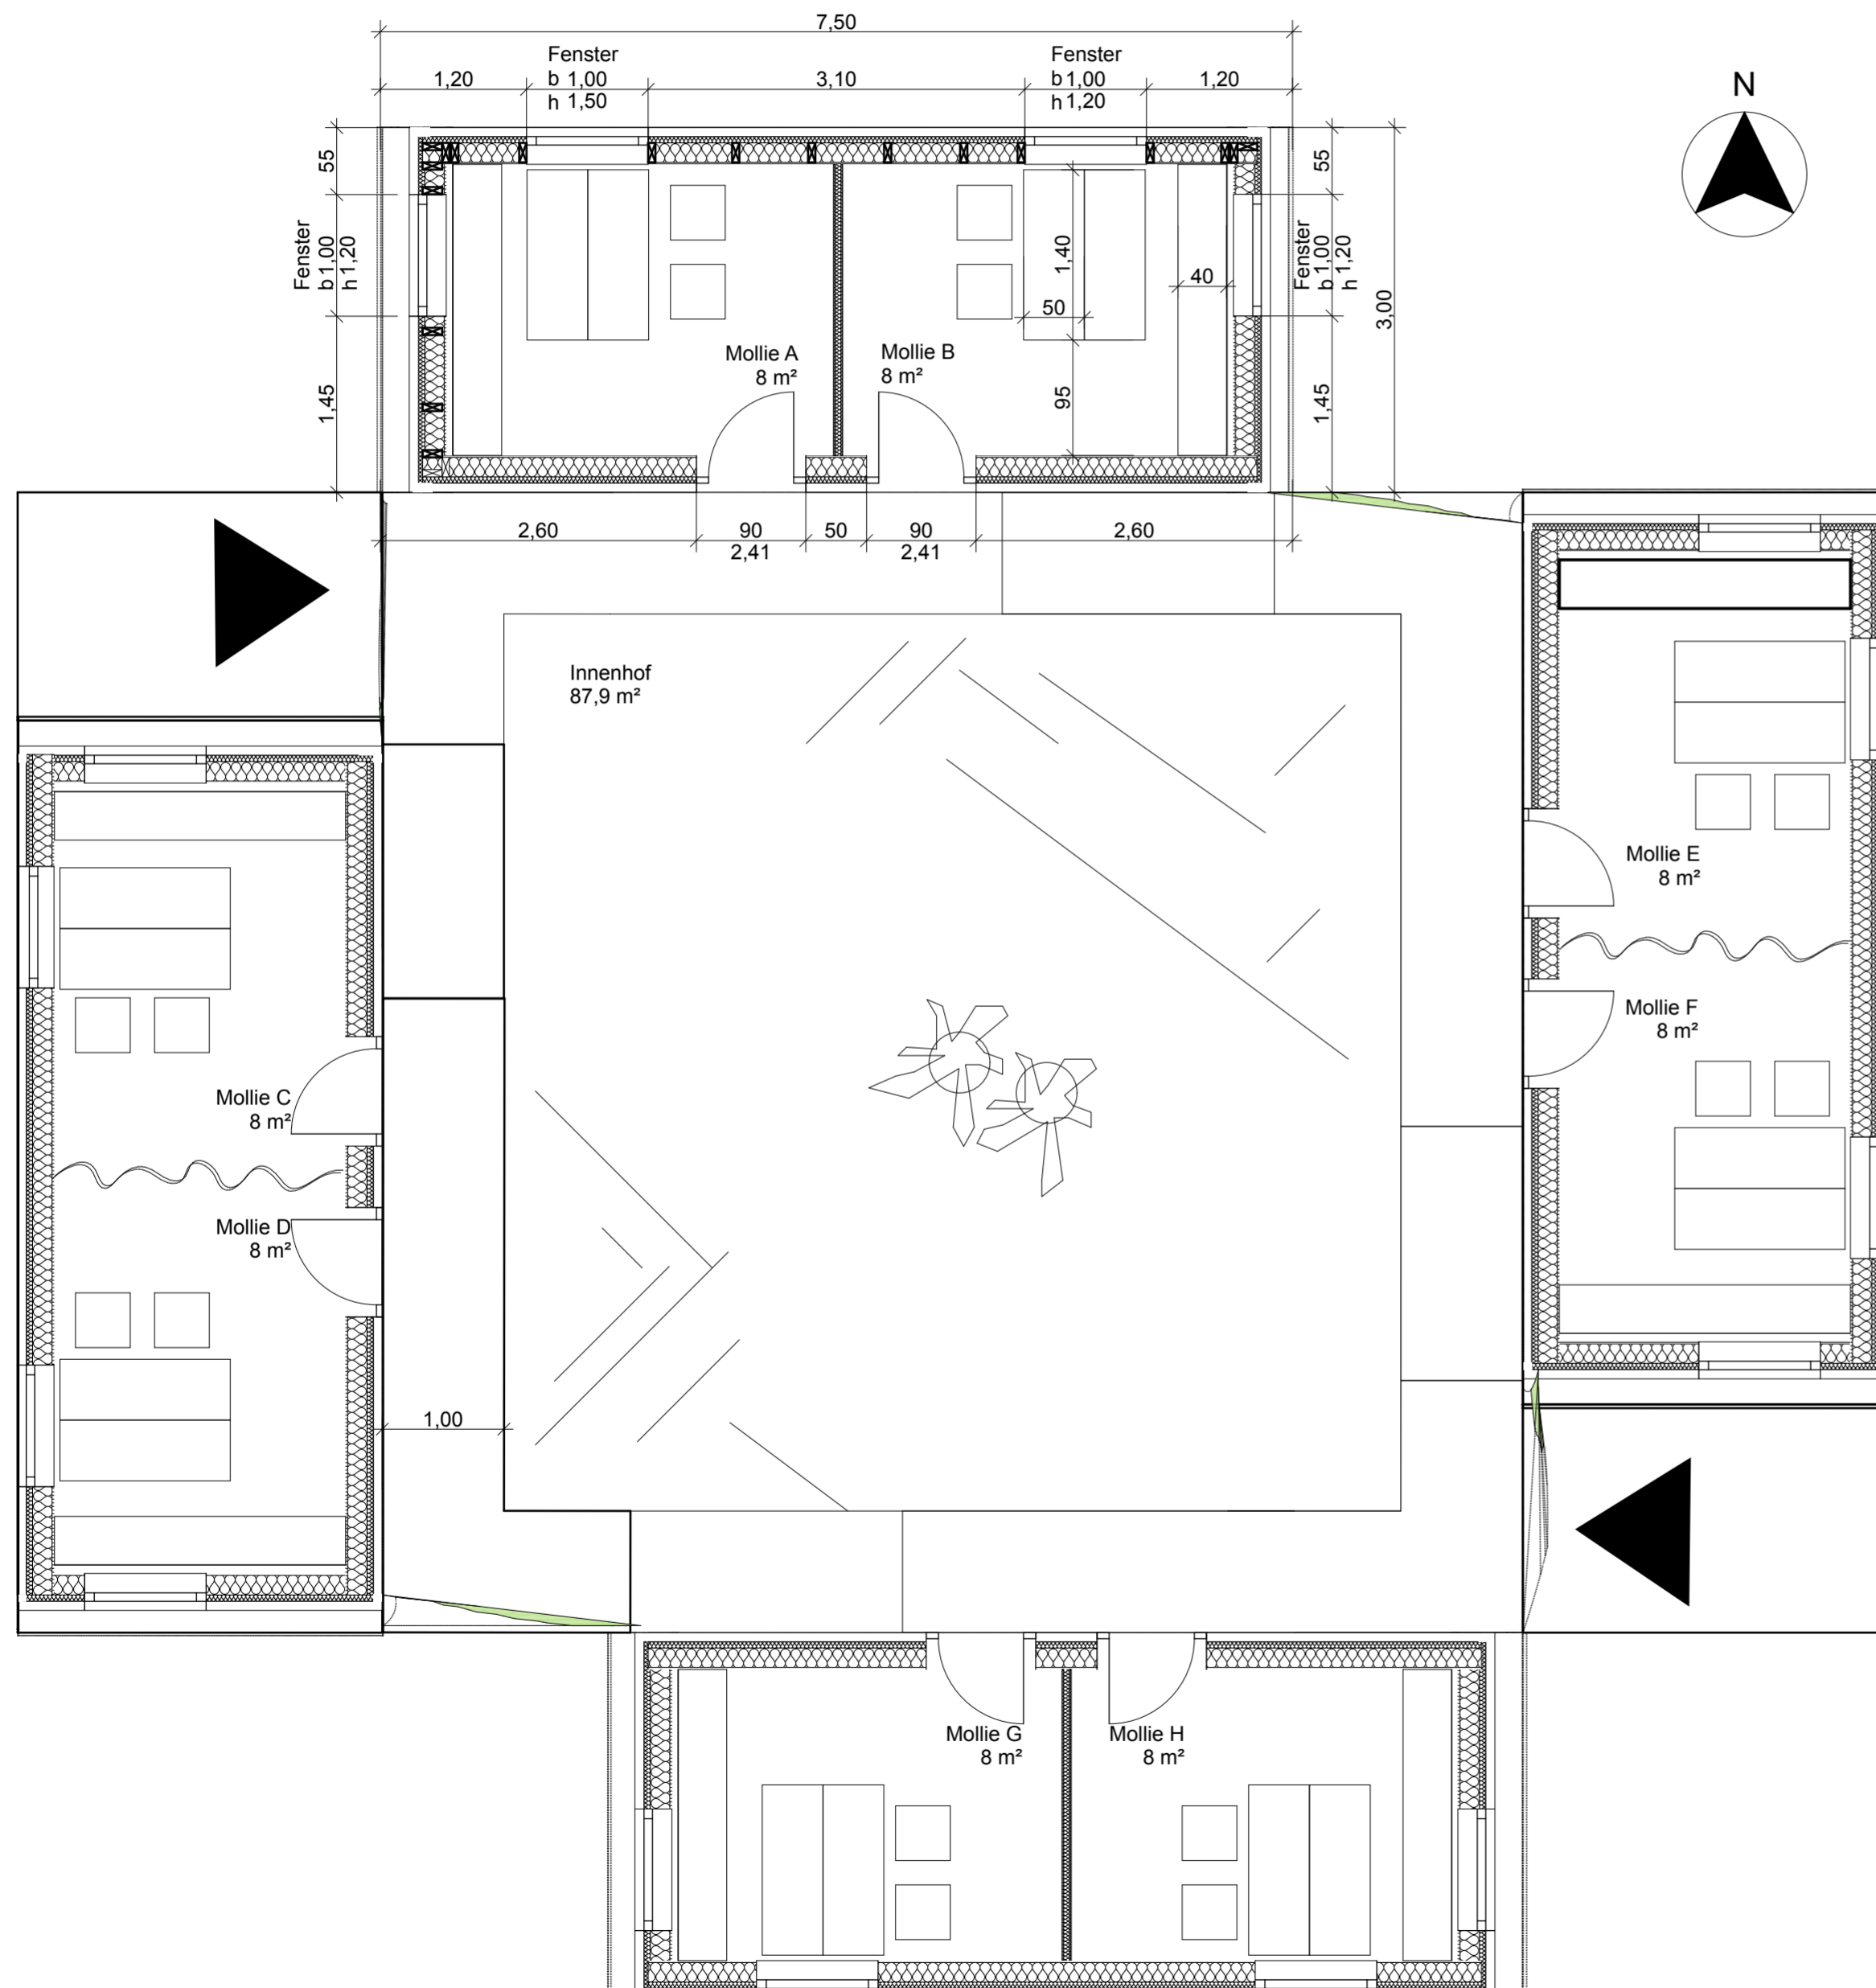 7,50
Fenster
b 1,00
h 1,50
Fenster
b 1,00
h 1,20
1,20
3,10
1,20
N
55
Fenster
b 1,00
h 1,20
1,45
55
Fenster
b 1,00
h 1,20
1,45
3,00
1,40
40
50
95
Mollie A
8 m²
Mollie B
8 m²
2,60
90
2,41
50
90
2,41
2,60
Innenhof
87,9 m²
Mollie E
8 m²
Mollie F
8 m²
Mollie C
8 m²
Mollie D
8 m²
1,00
Mollie G
8 m²
Mollie H
8 m²